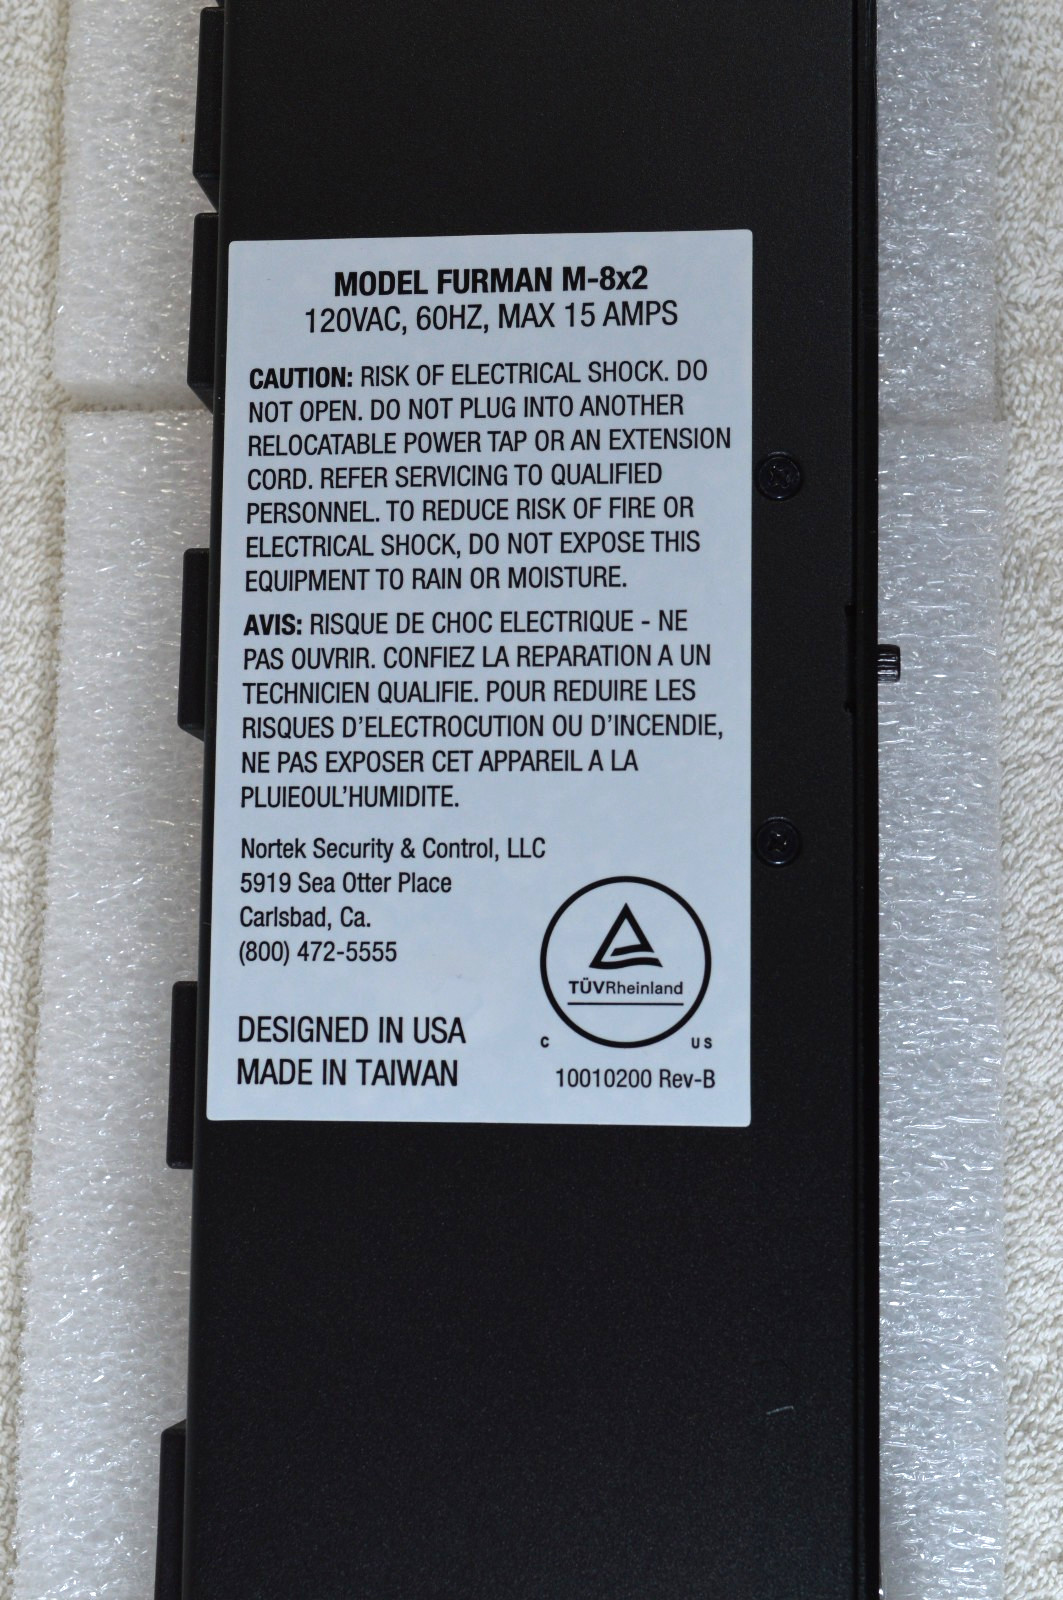 MODEL FURMAN M-8x2
120VAC, 60HZ, MAX 15 AMPS
CAUTION: RISK OF ELECTRICAL SHOCK. DO
NOT OPEN. DO NOT PLUG INTO ANOTHER
RELOCATABLE POWER TAP OR AN EXTENSION
CORD. REFER SERVICING TO QUALIFIED
PERSONNEL. TO REDUCE RISK OF FIRE OR
ELECTRICAL SHOCK, DO NOT EXPOSE THIS
EQUIPMENT TO RAIN OR MOISTURE.
AVIS: RISQUE DE CHOC ELECTRIQUE - NE
PAS OUVRIR. CONFIEZ LA REPARATION A UN
TECHNICIEN QUALIFIE. POUR REDUIRE LES
RISQUES D'ELECTROCUTION OU D'INCENDIE,
NE PAS EXPOSER CET APPAREIL A LA
PLUIEOUL'HUMIDITE.
Nortek Security & Control, LLC
5919 Sea Otter Place
Carlsbad, Ca.
(800) 472-5555
TÜVRheinland
C US
DESIGNED IN USA
MADE IN TAIWAN
10010200 Rev-B